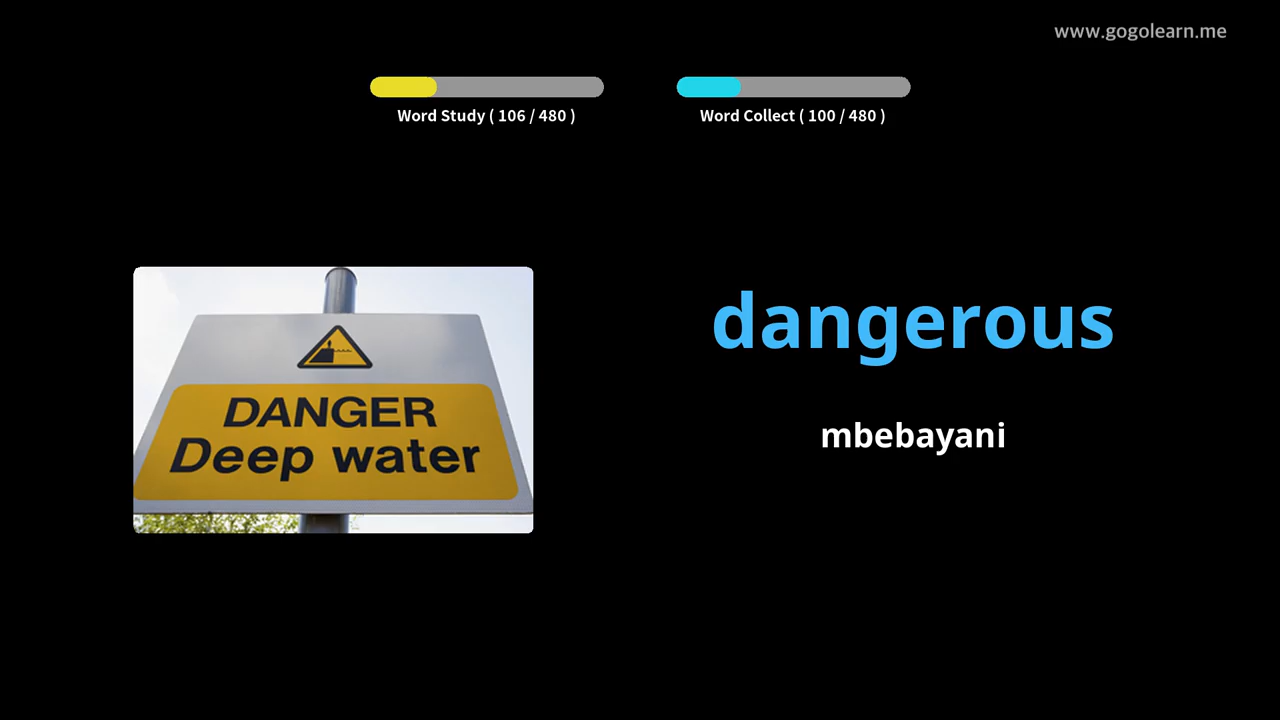 www.gogolearn.me
Word Study ( 106 / 480 )
Word Collect ( 100 / 480 )
DANGER
Deep water
dangerous
mbebayani